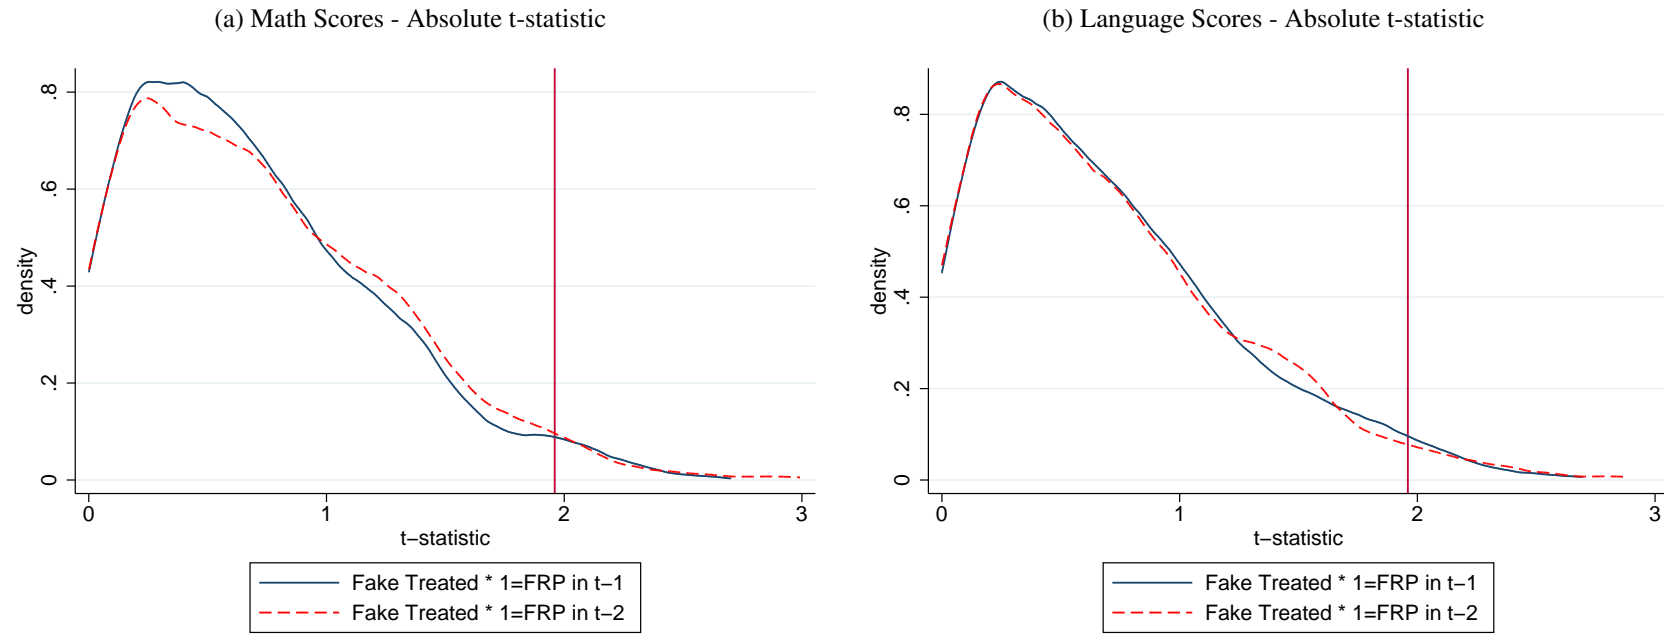 (a) Math Scores - Absolute t-statistic
.8
.6
.4
.2
0
density
0 1 2 3
t−statistic
Fake Treated * 1=FRP in t−1
Fake Treated * 1=FRP in t−2
(b) Language Scores - Absolute t-statistic
.8
.6
.4
.2
0
density
0 1 2 3
t−statistic
Fake Treated * 1=FRP in t−1
Fake Treated * 1=FRP in t−2